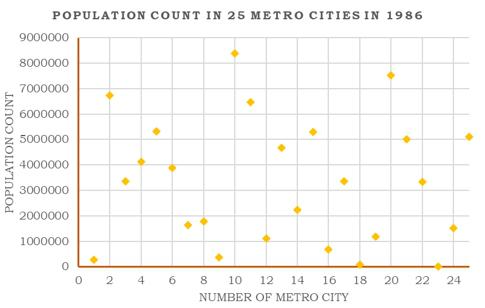 POPULATION COUNT IN 25 METRO CITIES IN 1986
9000000
8000000
7000000
6000000
5000000
4000000
3000000
2000000
1000000
0
POPULATION COUNT
0 2 4 6 8 10 12 14 16 18 20 22 24
NUMBER OF METRO CITY